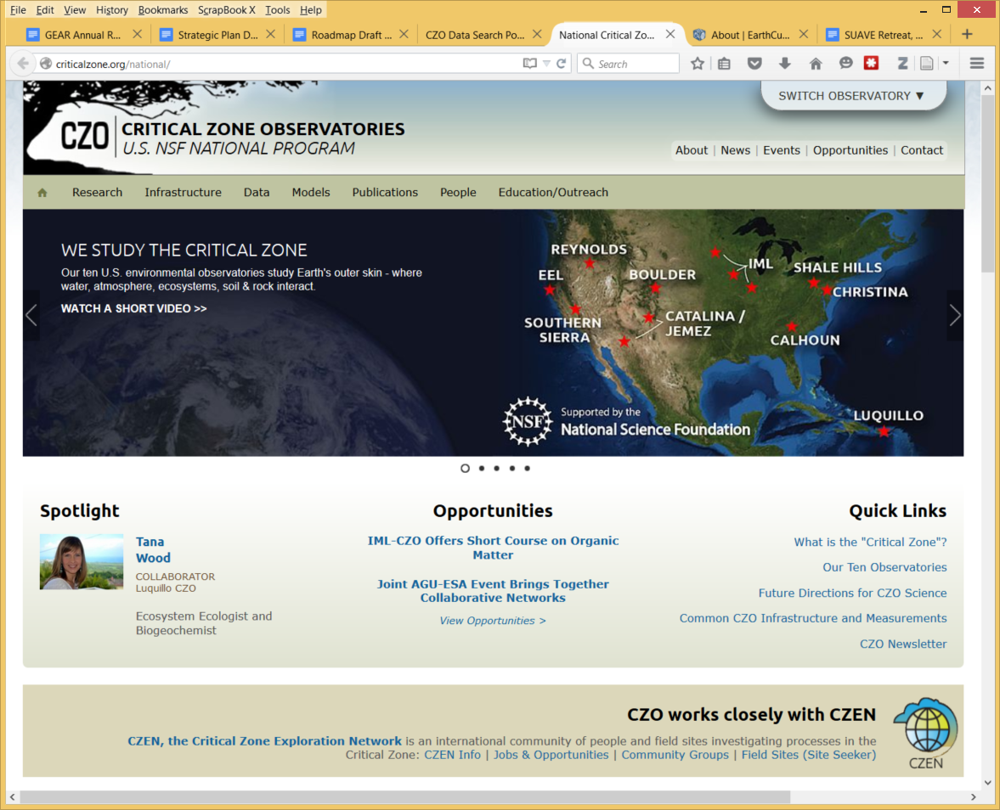 File Edit View History Bookmarks ScrapBook X Tools Help
GEAR Annual R...
Strategic Plan D...
Roadmap Draft ...
CZO Data Search Po...
National Critical Zo...
About | EarthCu...
SUAVE Retreat, ...
criticalzone.org/national/
Search
Z
SWITCH OBSERVATORY ▼
CZO
CRITICAL ZONE OBSERVATORIES
U.S. NSF NATIONAL PROGRAM
About | News | Events | Opportunities | Contact
Research Infrastructure Data Models Publications People Education/Outreach
WE STUDY THE CRITICAL ZONE
Our ten U.S. environmental observatories study Earth's outer skin - where
water, atmosphere, ecosystems, soil & rock interact.
WATCH A SHORT VIDEO >>
REYNOLDS
EEL
BOULDER
IML
SHALE HILLS
CHRISTINA
SOUTHERN
SIERRA
CATALINA /
JEMEZ
CALHOUN
LUQUILLO
NSF
Supported by the
National Science Foundation
Spotlight
Tana
Wood
COLLABORATOR
Luquillo CZO
Ecosystem Ecologist and
Biogeochemist
Opportunities
IML-CZO Offers Short Course on Organic
Matter
Joint AGU-ESA Event Brings Together
Collaborative Networks
View Opportunities >
Quick Links
What is the "Critical Zone"?
Our Ten Observatories
Future Directions for CZO Science
Common CZO Infrastructure and Measurements
CZO Newsletter
CZO works closely with CZEN
CZEN, the Critical Zone Exploration Network is an international community of people and field sites investigating processes in the
Critical Zone: CZEN Info | Jobs & Opportunities | Community Groups | Field Sites (Site Seeker)
CZEN